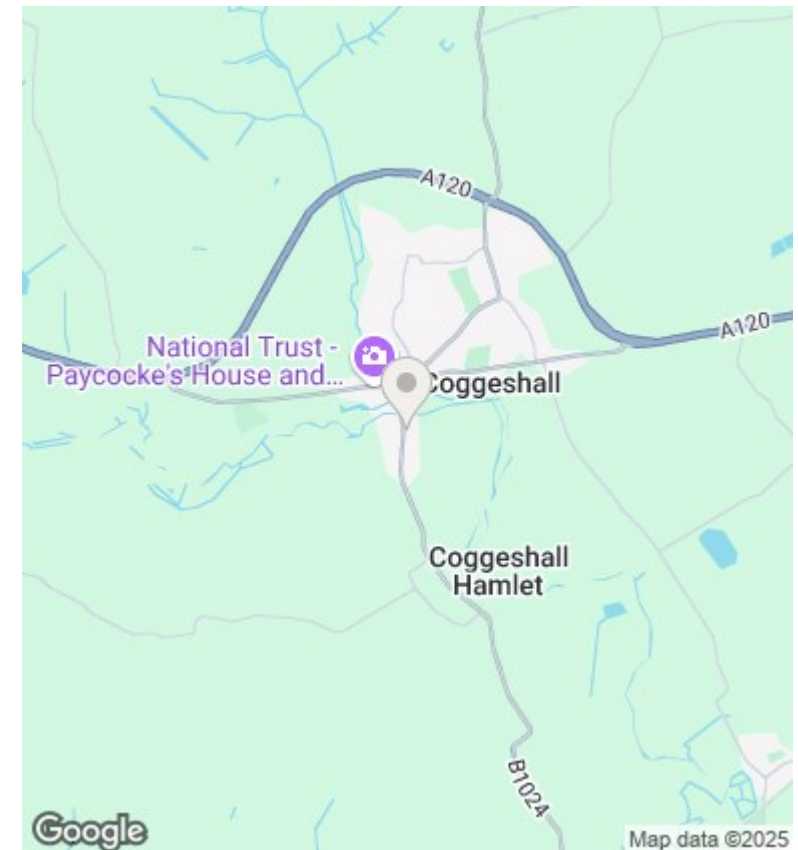 A120
A120
National Trust -
Paycocke's House and...
Coggeshall
Coggeshall
Hamlet
B1024
Google
Map data ©2025